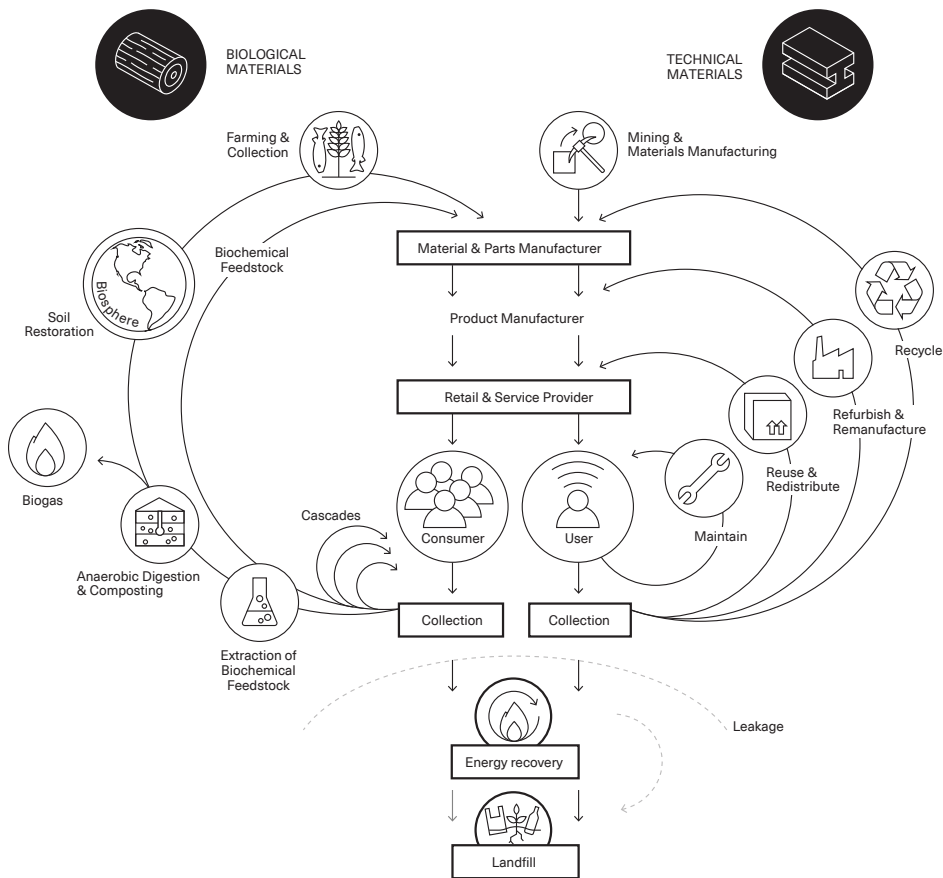 BIOLOGICAL
MATERIALS
TECHNICAL
MATERIALS
Farming &
Collection
Mining &
Materials Manufacturing
Biochemical
Feedstock
Material & Parts Manufacturer
Biosphere
Soil
Restoration
Product Manufacturer
Recycle
Retail & Service Provider
Refurbish &
Remanufacture
Reuse &
Redistribute
Biogas
Cascades
Consumer
User
Maintain
Anaerobic Digestion
& Composting
Collection
Collection
Extraction of
Biochemical
Feedstock
Leakage
Energy recovery
Landfill